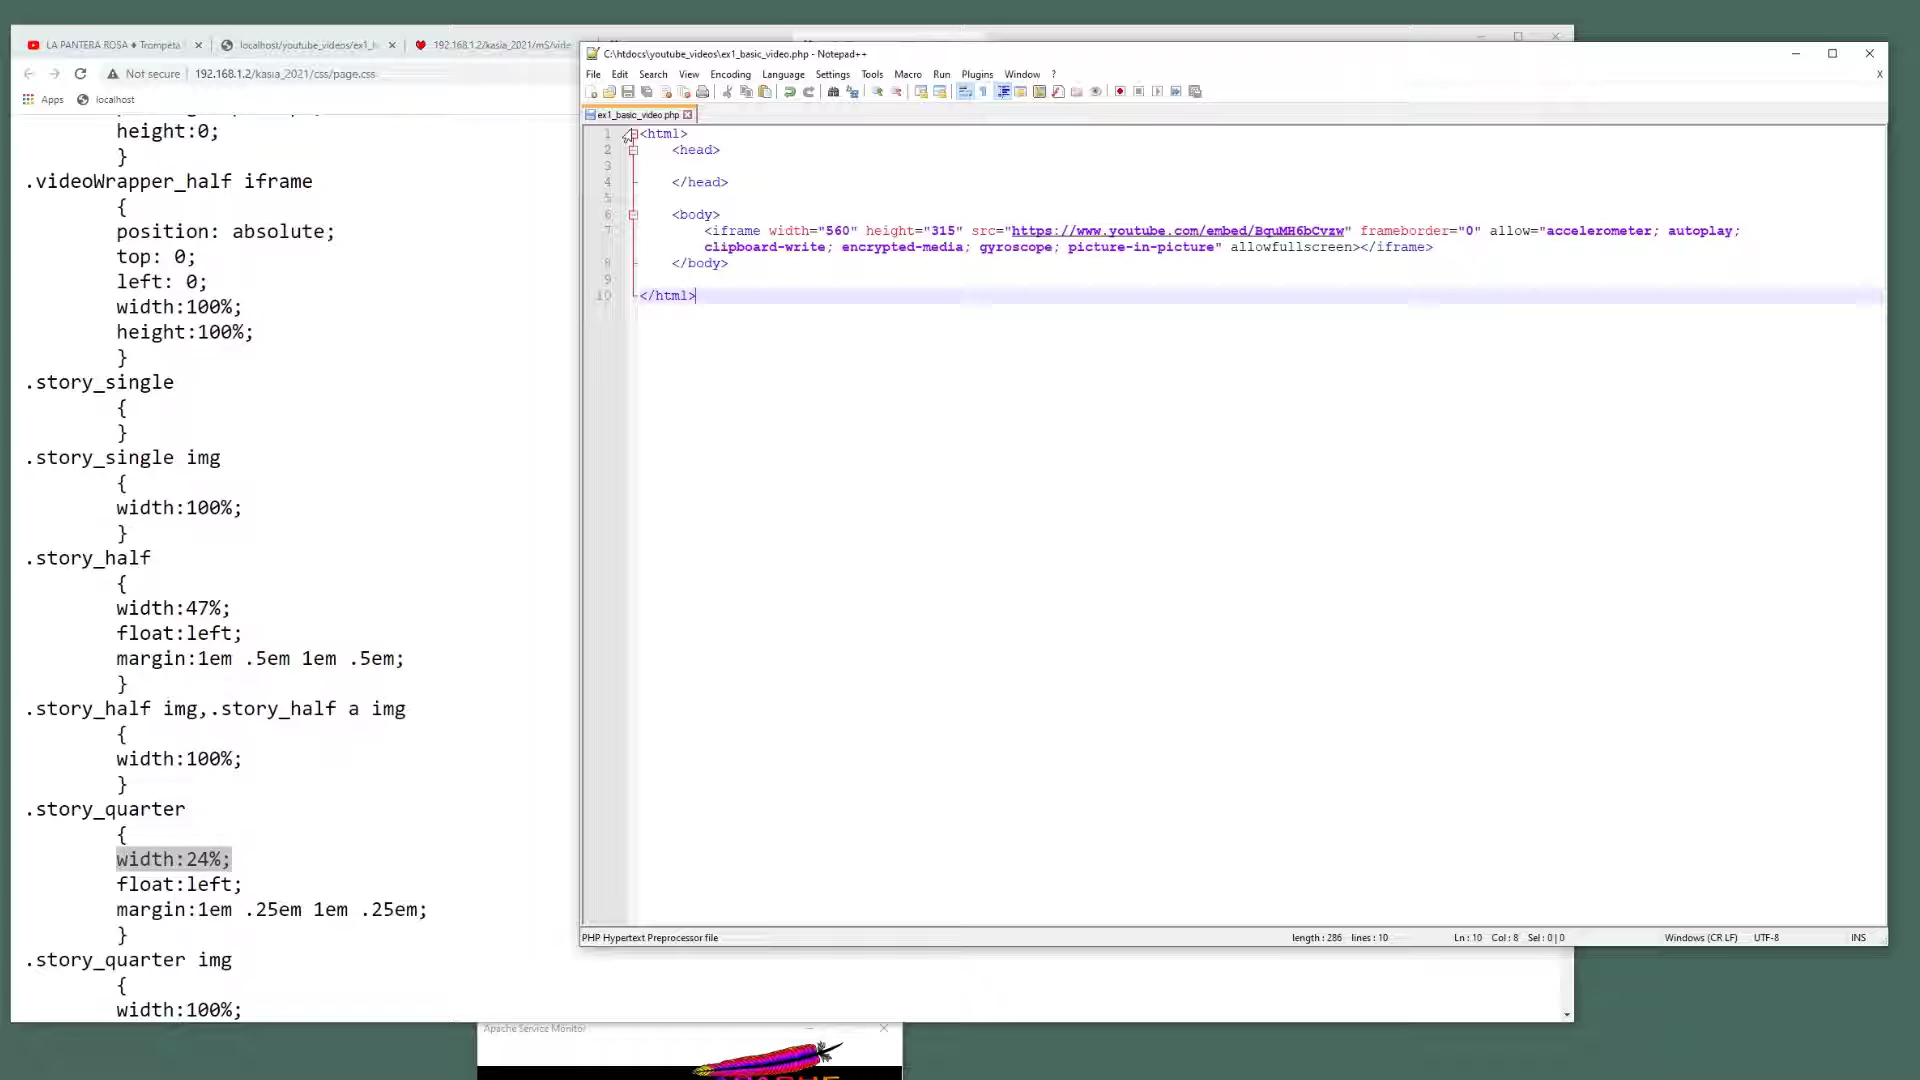 LA PANTERA ROSA ♦ Trompeta
localhost/youtube_videos/ex1_b
192.168.1.2/kasia_2021/mS/vide
Not secure | 192.168.1.2/kasia_2021/css/page.css
Apps localhost
height:0;
}
.videoWrapper_half iframe
{
position: absolute;
top: 0;
left: 0;
width:100%;
height:100%;
}
.story_single
{
}
.story_single img
{
width:100%;
}
.story_half
{
width:47%;
float:left;
margin:1em .5em 1em .5em;
}
.story_half img,.story_half a img
{
width:100%;
}
.story_quarter
{
width:24%;
float:left;
margin:1em .25em 1em .25em;
}
.story_quarter img
{
width:100%;
C:\htdocs\youtube_videos\ex1_basic_video.php - Notepad++
File Edit Search View Encoding Language Settings Tools Macro Run Plugins Window ?
X
ex1_basic_video.php
1 <html>
2 <head>
3
4 </head>
5
6 <body>
7 <iframe width="560" height="315" src="https://www.youtube.com/embed/BquMH6bCvzw" frameborder="0" allow="accelerometer; autoplay;
clipboard-write; encrypted-media; gyroscope; picture-in-picture" allowfullscreen></iframe>
8 </body>
9
10 </html>
PHP Hypertext Preprocessor file length : 286 lines : 10 Ln : 10 Col : 8 Sel : 0 | 0 Windows (CR LF) UTF-8 INS
Apache Service Monitor